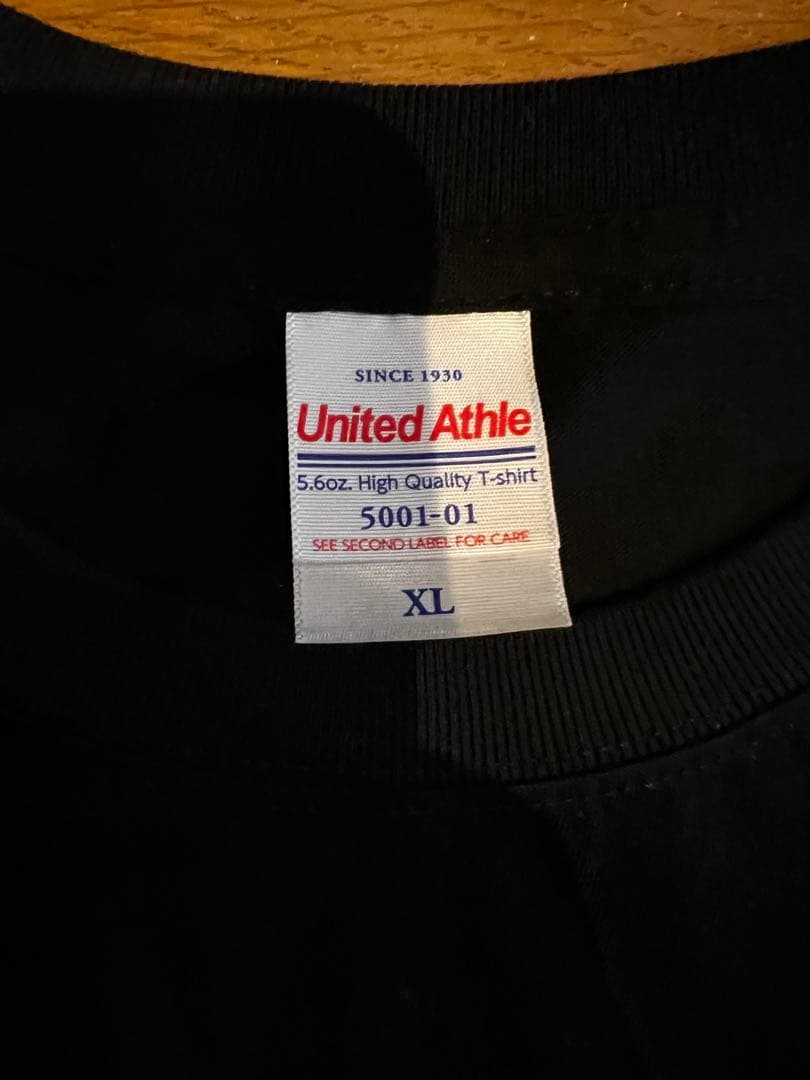 SINCE 1930
United Athle
5.6oz. High Quality T-shirt
5001-01
SEE SECOND LABEL FOR CARE
XL